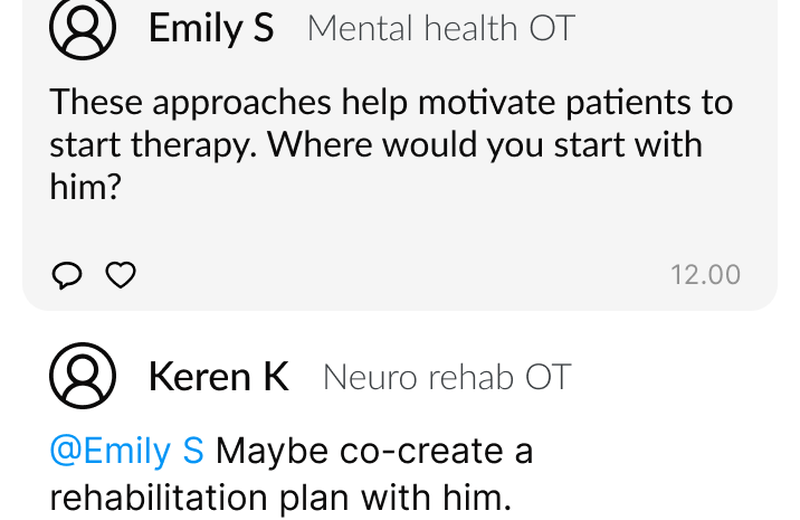 Emily S Mental health OT
These approaches help motivate patients to
start therapy. Where would you start with
him?
12.00
Keren K Neuro rehab OT
@Emily S Maybe co-create a
rehabilitation plan with him.